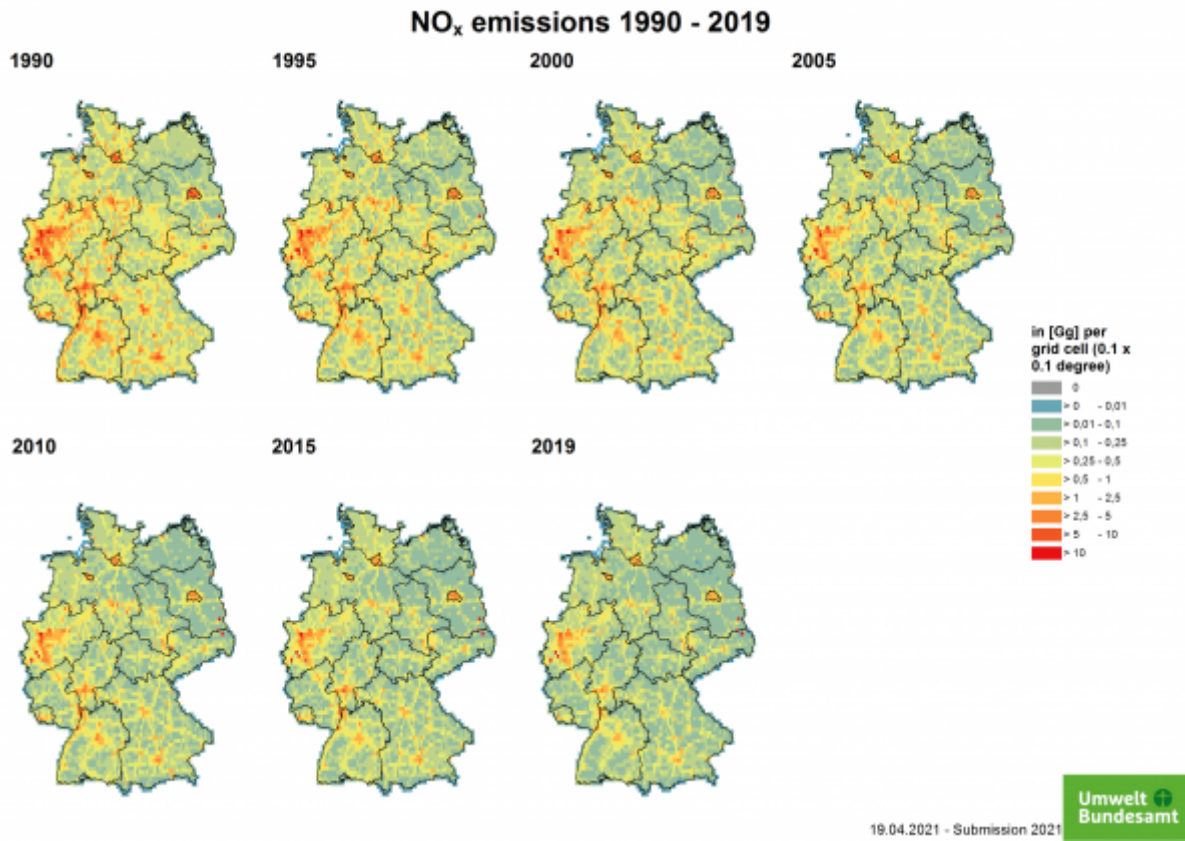 NOx emissions 1990 - 2019
1990
1995
2000
2005
in [Gg] per
grid cell (0.1 x
0.1 degree)
0
> 0 - 0,01
> 0,01 - 0,1
> 0,1 - 0,25
> 0,25 - 0,5
> 0,5 - 1
> 1 - 2,5
> 2,5 - 5
> 5 - 10
> 10
2010
2015
2019
Umwelt
Bundesamt
19.04.2021 - Submission 2021